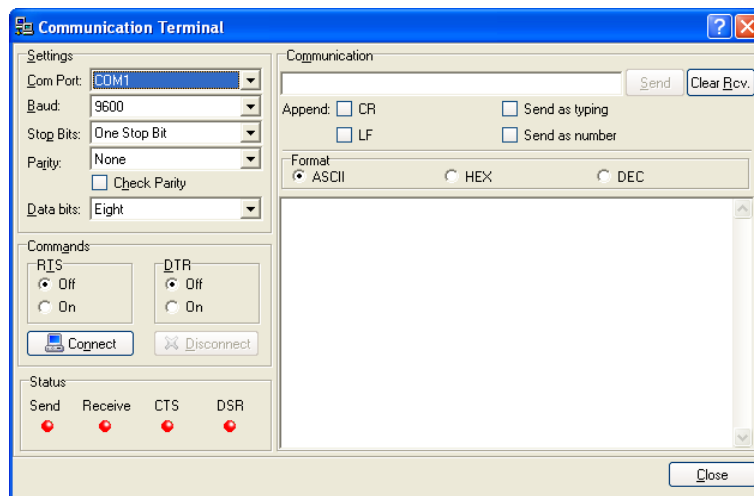 Communication Terminal
Settings
Com Port: COM1
Baud: 9600
Stop Bits: One Stop Bit
Parity: None
Check Parity
Data bits: Eight
Commands
RTS
Off
On
DTR
Off
On
Connect
Disconnect
Status
Send Receive CTS DSR
Communication
Send
Clear Rcv.
Append: CR
LF
Send as typing
Send as number
Format
ASCII
HEX
DEC
Close